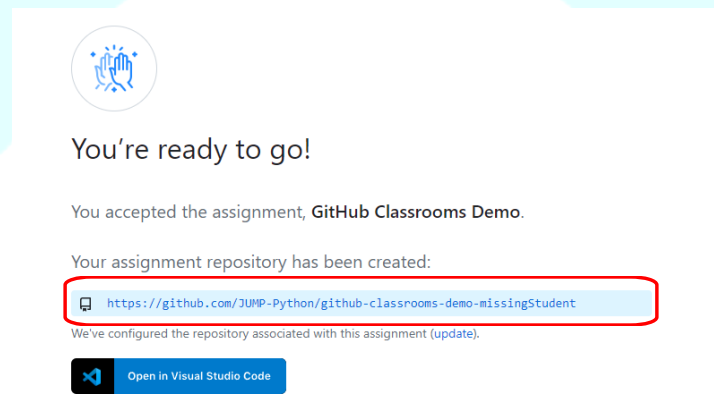 You're ready to go!
You accepted the assignment, GitHub Classrooms Demo.
Your assignment repository has been created:
https://github.com/JUMP-Python/github-classrooms-demo-missingStudent
We've configured the repository associated with this assignment (update).
Open in Visual Studio Code